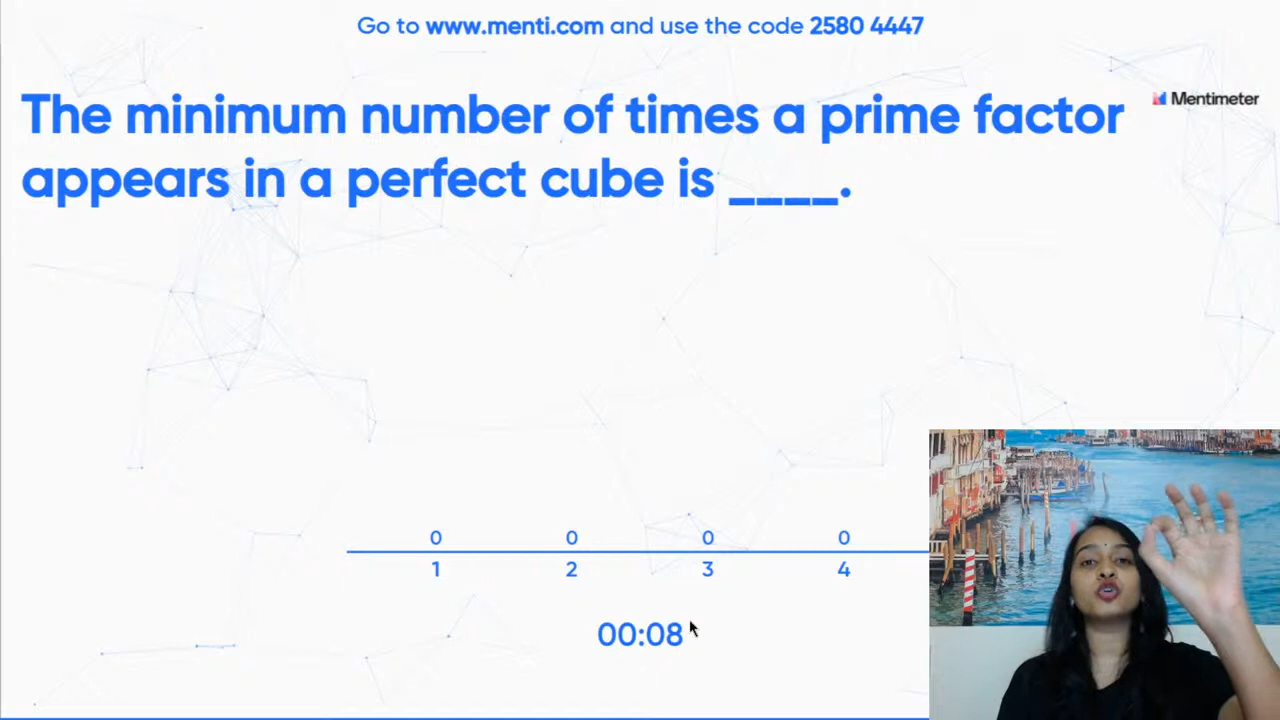 Go to www.menti.com and use the code 2580 4447
The minimum number of times a prime factor
appears in a perfect cube is ____.
Mentimeter
0 0 0 0
1 2 3 4
00:08